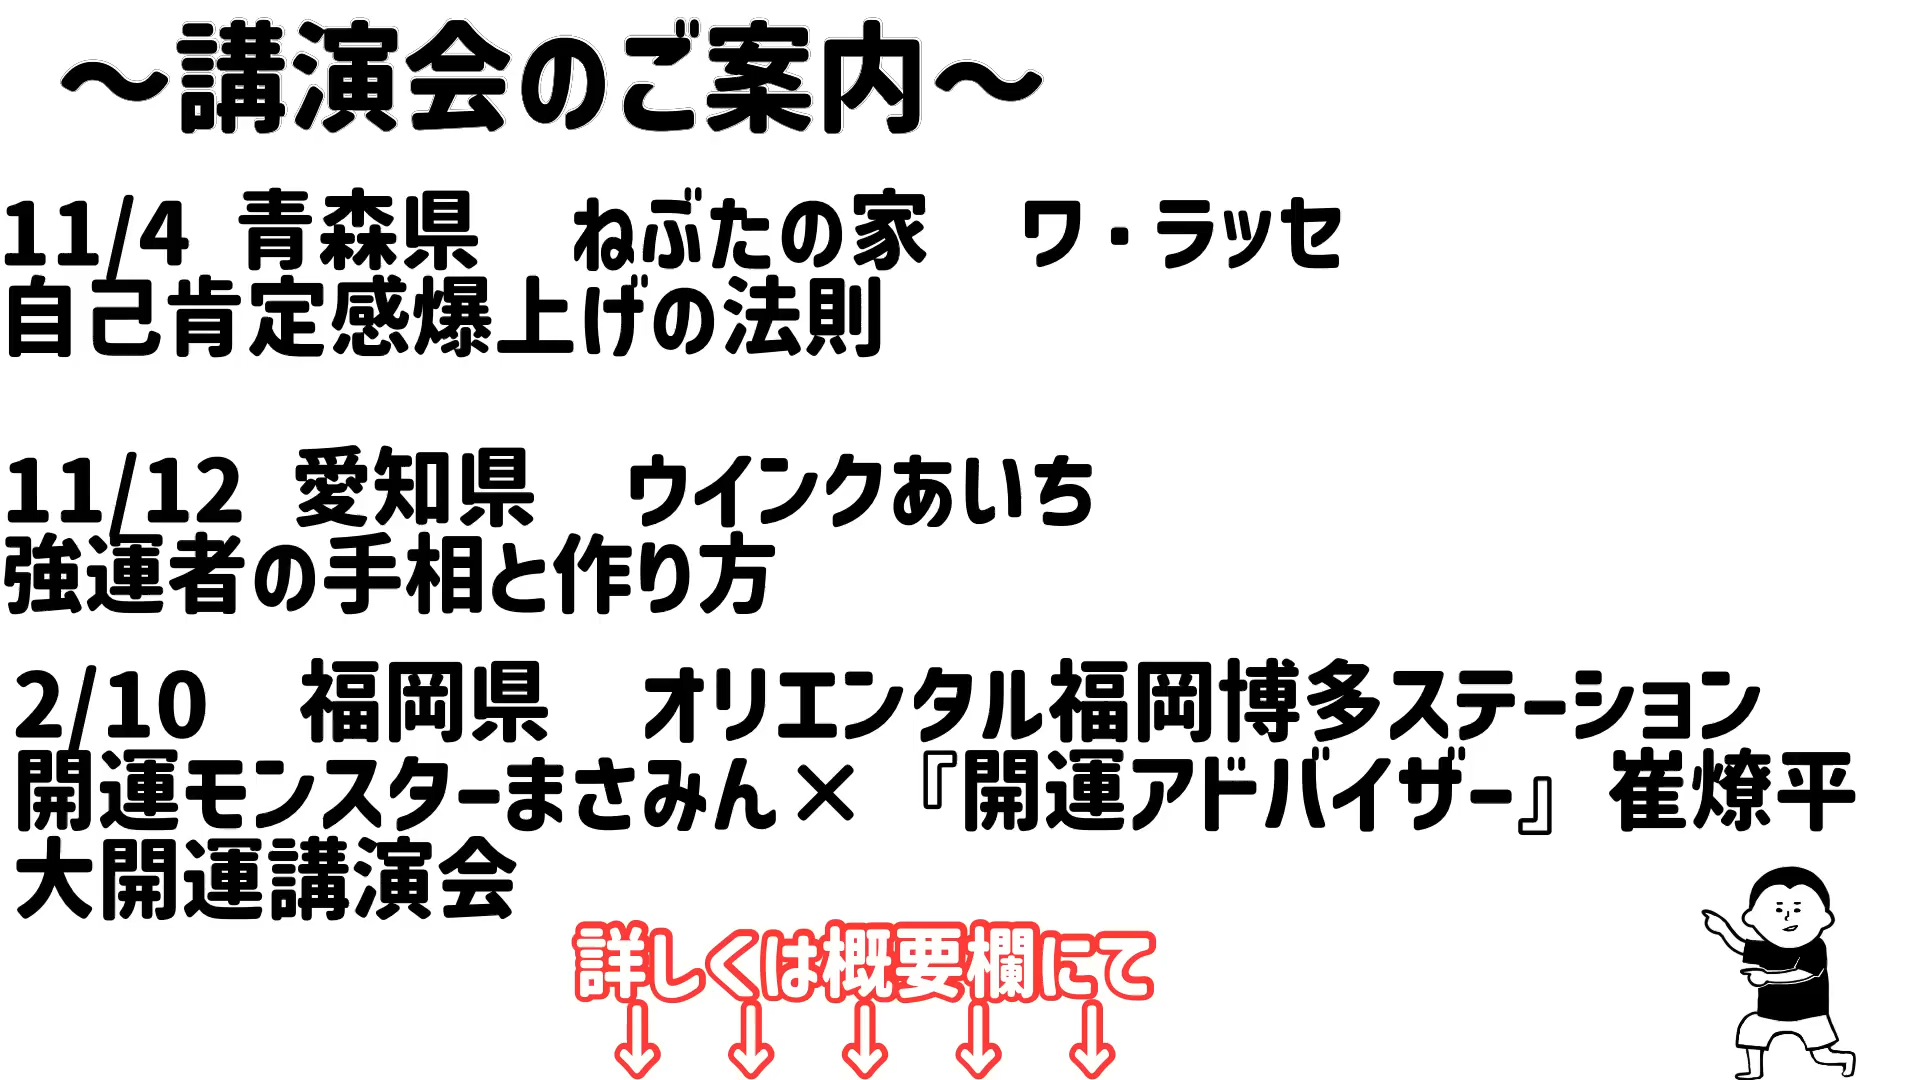 ～講演会のご案内～
11/4 青森県　ねぶたの家　ワ・ラッセ
自己肯定感爆上げの法則
11/12 愛知県　ウインクあいち
強運者の手相と作り方
2/10　福岡県　オリエンタル福岡博多ステーション
開運モンスターまさみん×『開運アドバイザー』 崔燎平
大開運講演会
詳しくは概要欄にて
↓ ↓ ↓ ↓ ↓